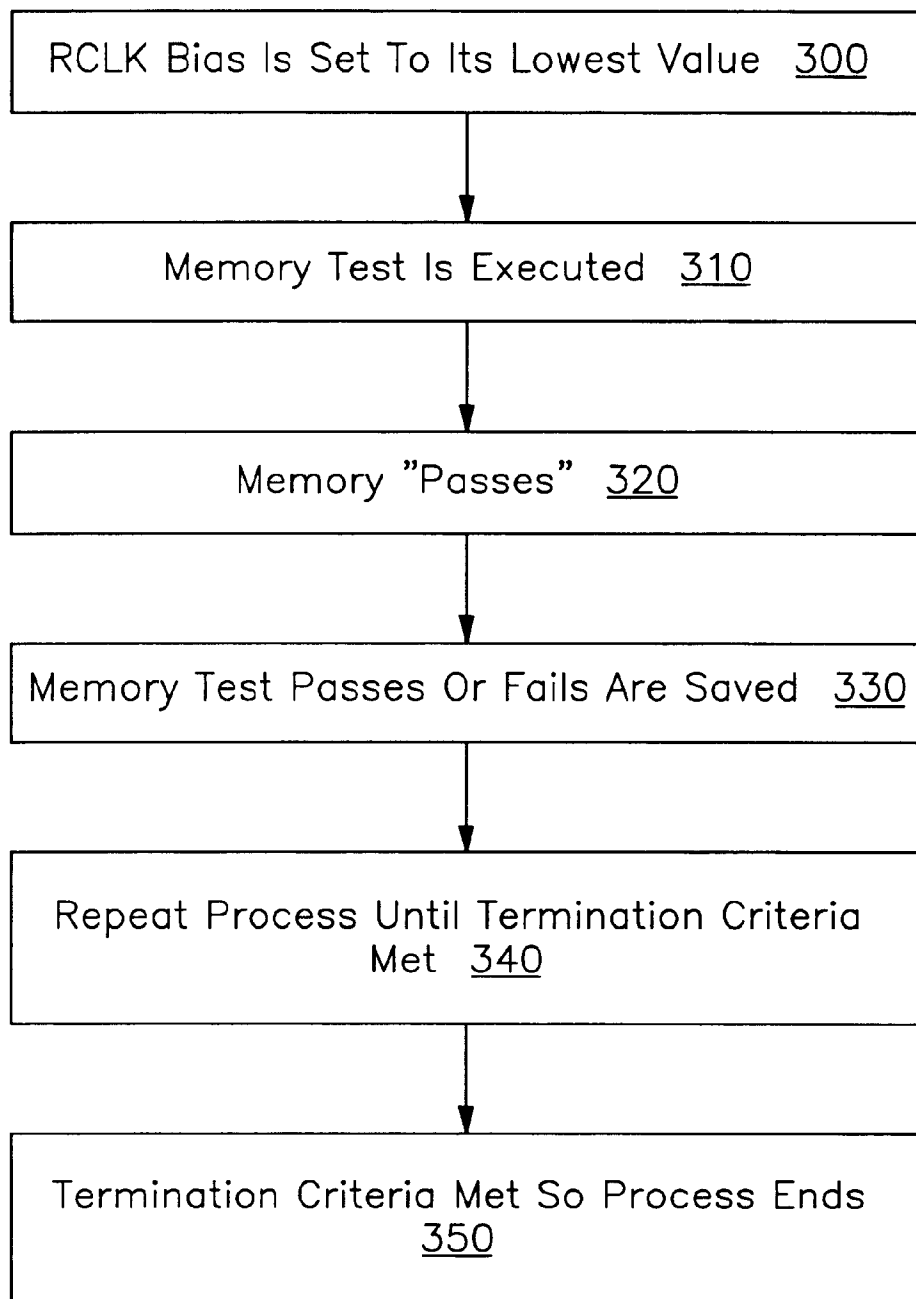 RCLK Bias Is Set To Its Lowest Value 300
Memory Test Is Executed 310
Memory "Passes" 320
Memory Test Passes Or Fails Are Saved 330
Repeat Process Until Termination Criteria
Met 340
Termination Criteria Met So Process Ends
350